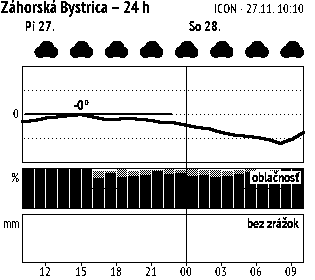 Záhorská Bystrica – 24 h
ICON - 27.11. 10:10
Pi 27.
So 28.
0
-0°
%
oblačnosť
mm
bez zrážok
12 15 18 21 00 03 06 09